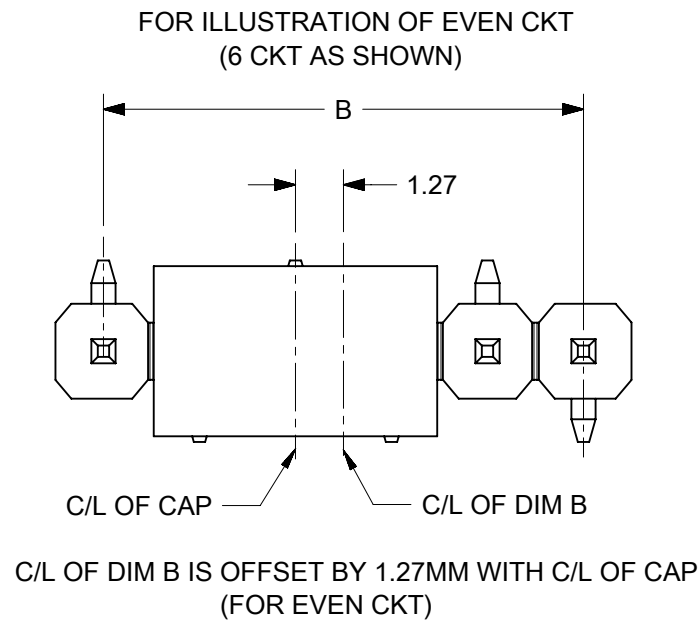 FOR ILLUSTRATION OF EVEN CKT
(6 CKT AS SHOWN)
B
1.27
C/L OF CAP
C/L OF DIM B
C/L OF DIM B IS OFFSET BY 1.27MM WITH C/L OF CAP
(FOR EVEN CKT)